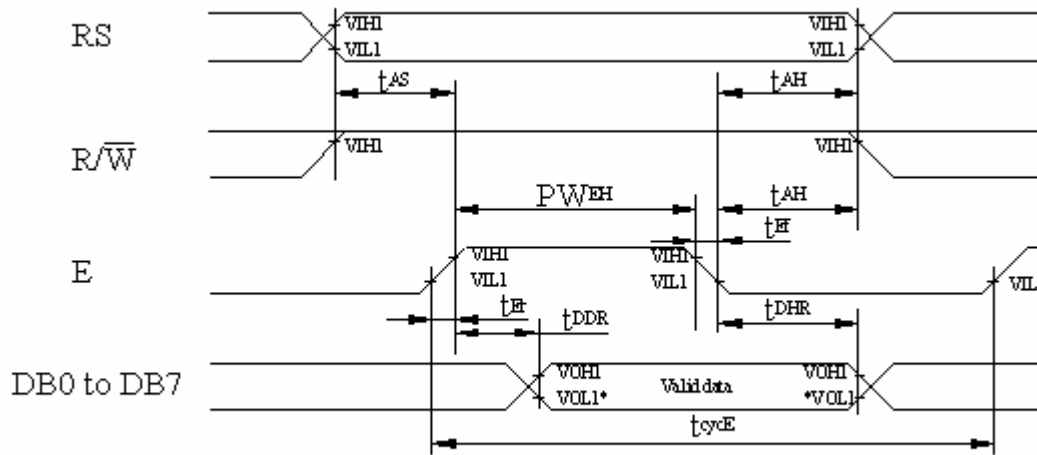 RS
VIH1 VIH1
VIL1 VIL1
tAS tAH
R/W̅ VIH1 VIH1
PWEH tAH
tEf
E VIH1 VIH1
VIL1 VIL1 VIL
tEr tDDR tDHR
DB0 to DB7 VOH1 Valid data VOH1
VOL1* *VOL1
tcycE